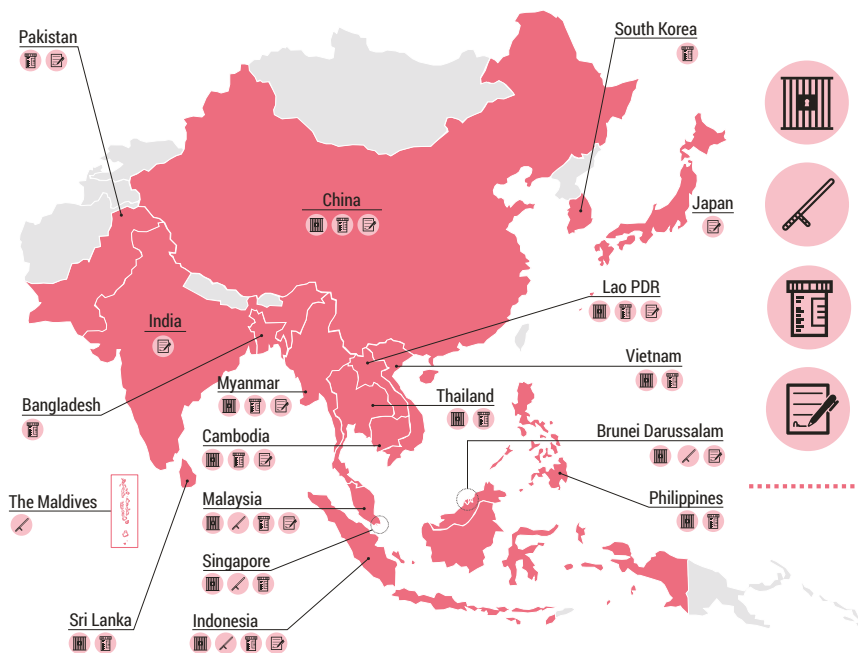 Pakistan
South Korea
China
Japan
Lao PDR
India
Vietnam
Myanmar
Thailand
Bangladesh
Cambodia
Brunei Darussalam
The Maldives
Malaysia
Philippines
Singapore
Sri Lanka
Indonesia